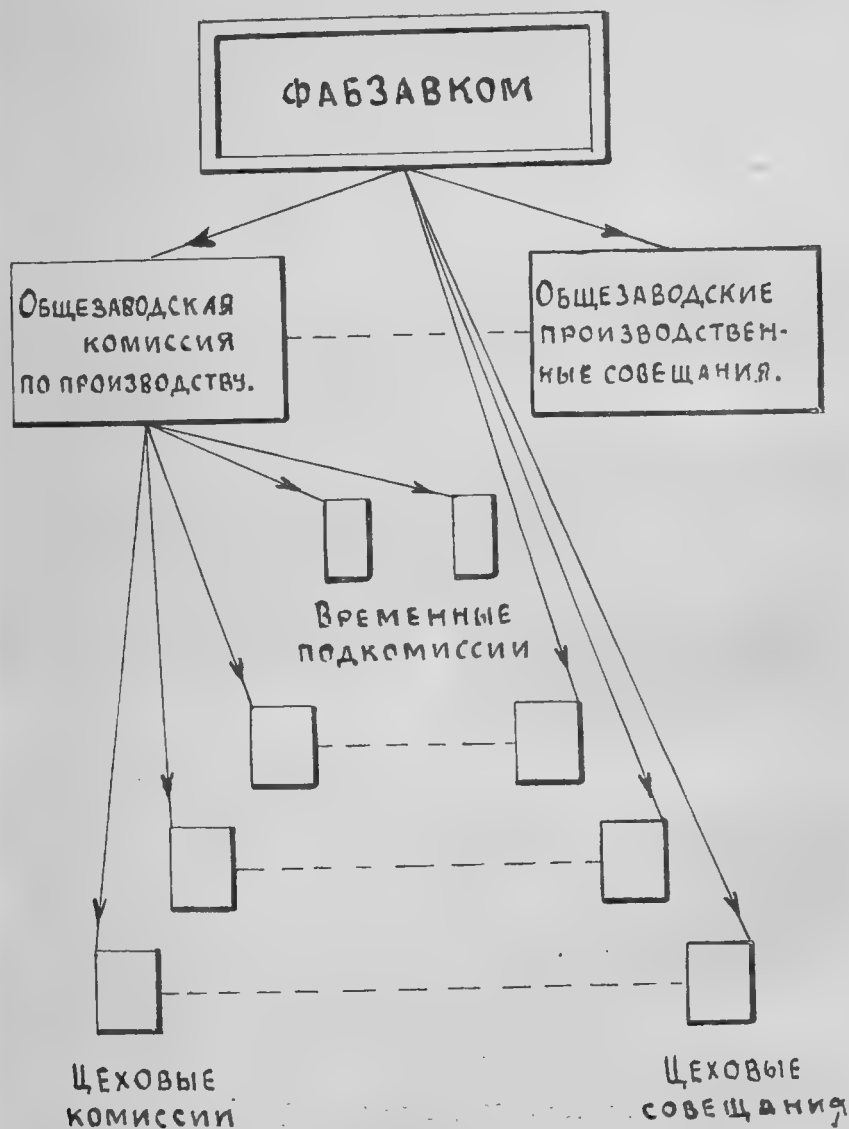 ФАБЗАВКОМ
ОБЩЕЗАВОДСКАЯ
КОМИССИЯ
ПО ПРОИЗВОДСТВУ.
ОБЩЕЗАВОДСКИЕ
ПРОИЗВОДСТВЕН-
НЫЕ СОВЕЩАНИЯ.
ВРЕМЕННЫЕ
ПОДКОМИССИИ
ЦЕХОВЫЕ
КОМИССИИ
ЦЕХОВЫЕ
СОВЕЩАНИЯ